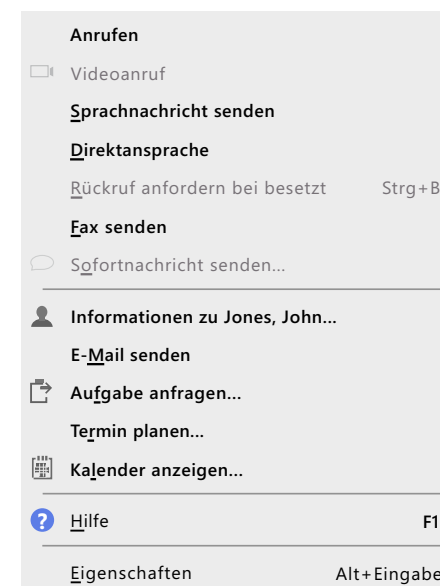 Anrufen
Videoanruf
Sprachnachricht senden
Direktansprache
Rückruf anfordern bei besetzt Strg+B
Fax senden
Sofortnachricht senden...
Informationen zu Jones, John...
E-Mail senden
Aufgabe anfragen...
Termin planen...
Kalender anzeigen...
? Hilfe F1
Eigenschaften Alt+Eingabe